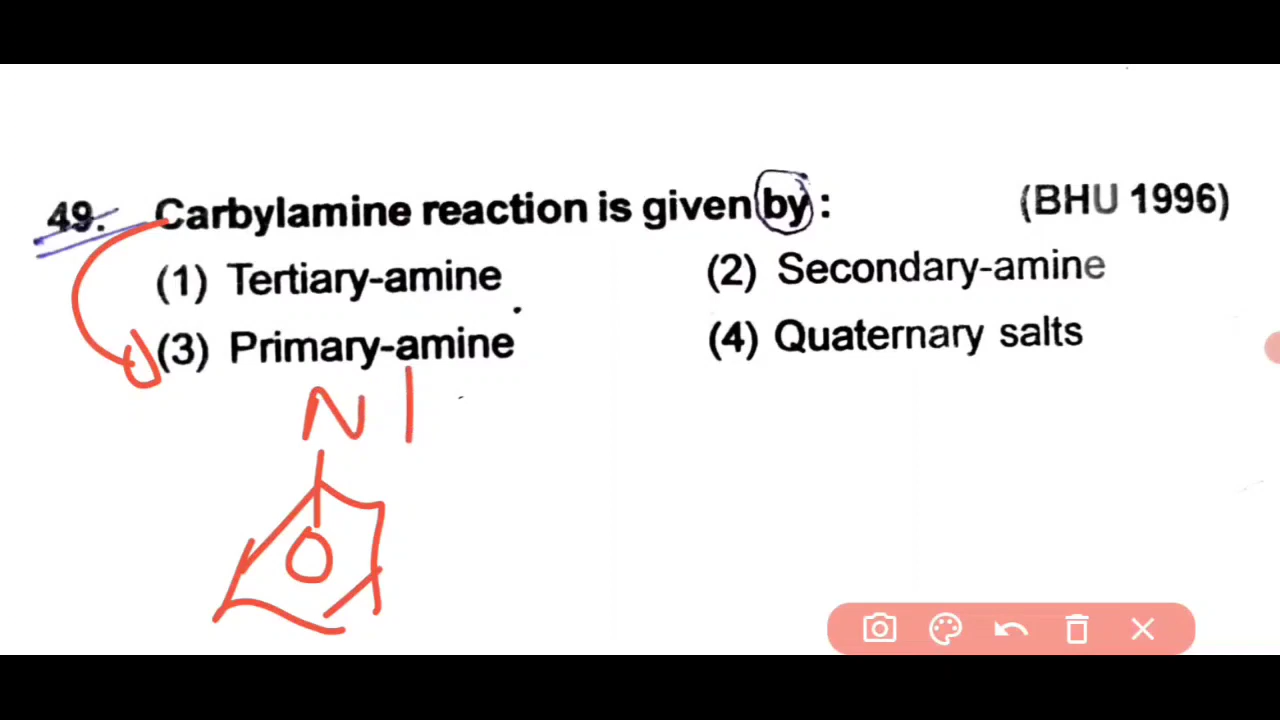 49. Carbylamine reaction is given by : (BHU 1996)
(1) Tertiary-amine (2) Secondary-amine
(3) Primary-amine (4) Quaternary salts
N